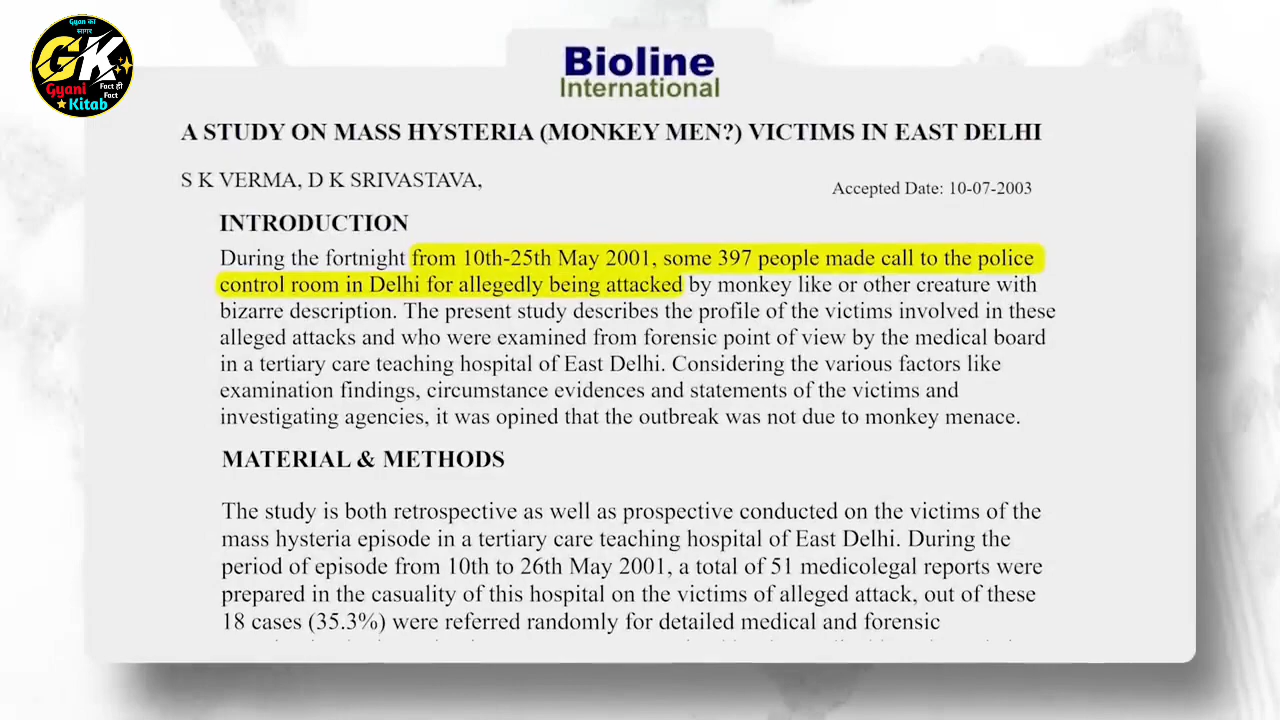 Gyan का
सागर
GK
Gyani
Fact ही
Fact
Kitab
Bioline
International
A STUDY ON MASS HYSTERIA (MONKEY MEN?) VICTIMS IN EAST DELHI
S K VERMA, D K SRIVASTAVA,
Accepted Date: 10-07-2003
INTRODUCTION
During the fortnight from 10th-25th May 2001, some 397 people made call to the police
control room in Delhi for allegedly being attacked by monkey like or other creature with
bizarre description. The present study describes the profile of the victims involved in these
alleged attacks and who were examined from forensic point of view by the medical board
in a tertiary care teaching hospital of East Delhi. Considering the various factors like
examination findings, circumstance evidences and statements of the victims and
investigating agencies, it was opined that the outbreak was not due to monkey menace.
MATERIAL & METHODS
The study is both retrospective as well as prospective conducted on the victims of the
mass hysteria episode in a tertiary care teaching hospital of East Delhi. During the
period of episode from 10th to 26th May 2001, a total of 51 medicolegal reports were
prepared in the casuality of this hospital on the victims of alleged attack, out of these
18 cases (35.3%) were referred randomly for detailed medical and forensic